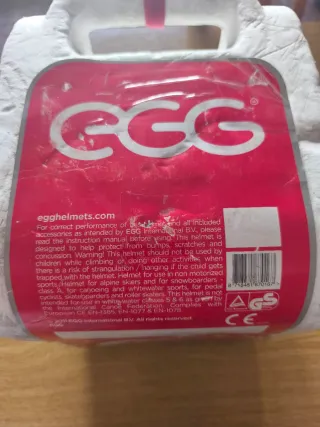 EGG®
egghelmets.com
For correct performance of and all included
accessories as intended by EGG International B.V., please
read the instruction manual before using. This helmet is
designed to help protect from bumps, scratches and
concussion. Warning! This helmet should not be used by
children while climbing or doing other activities when
there is a risk of strangulation / hanging if the child gets
trapped with the helmet. Helmet for use in non motorized
sports. Helmet for alpine skiers and for snowboarders
class B, for canoeing and whitewater sports, for pedal
cyclists, skateboarders and roller skaters. This helmet is not
intended for use in whitewater classes 5 & 6 as given by
the International Canoe Federation. Complies with
European CE EN-1385, EN-1077 & EN-1078.
EGG International B.V. All rights reserved
GS
CE